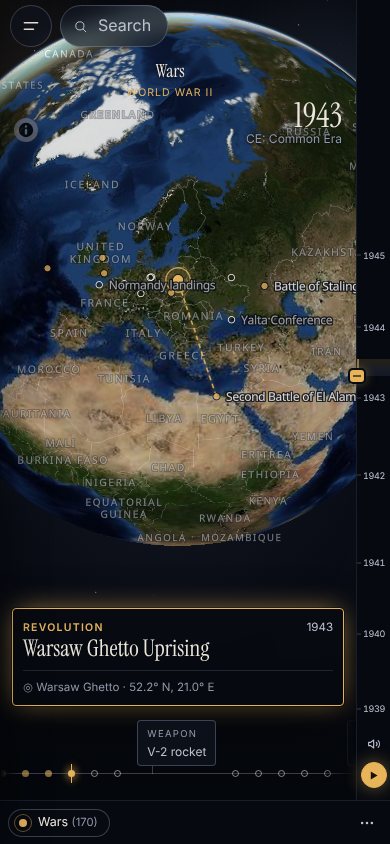 Search
CANADA
STATES
Wars
WORLD WAR II
GREENLAND
1943
RUSSIA
CE: Common Era
ICELAND
NORWAY
UNITED
KINGDOM
KAZAKHST
1945
Normandy landings
Battle of Stalinc
FRANCE
ROMANIA
Yalta Conference
1944
SPAIN
ITALY
GREECE
TURKEY
SYRIA
IRAN
MOROCCO
TUNISIA
1943
Second Battle of El Alam
AURITANIA
LIBYA
EGYPT
YEMEN
MALI
BURKINA FASO
CHAD
ERITREA
1942
NIGERIA
ETHIOPIA
EQUATORIAL
GUINEA
KENYA
RWANDA
ANGOLA
MOZAMBIQUE
1941
REVOLUTION
1943
Warsaw Ghetto Uprising
Warsaw Ghetto · 52.2° N, 21.0° E
1940
1939
WEAPON
V-2 rocket
Wars (170)